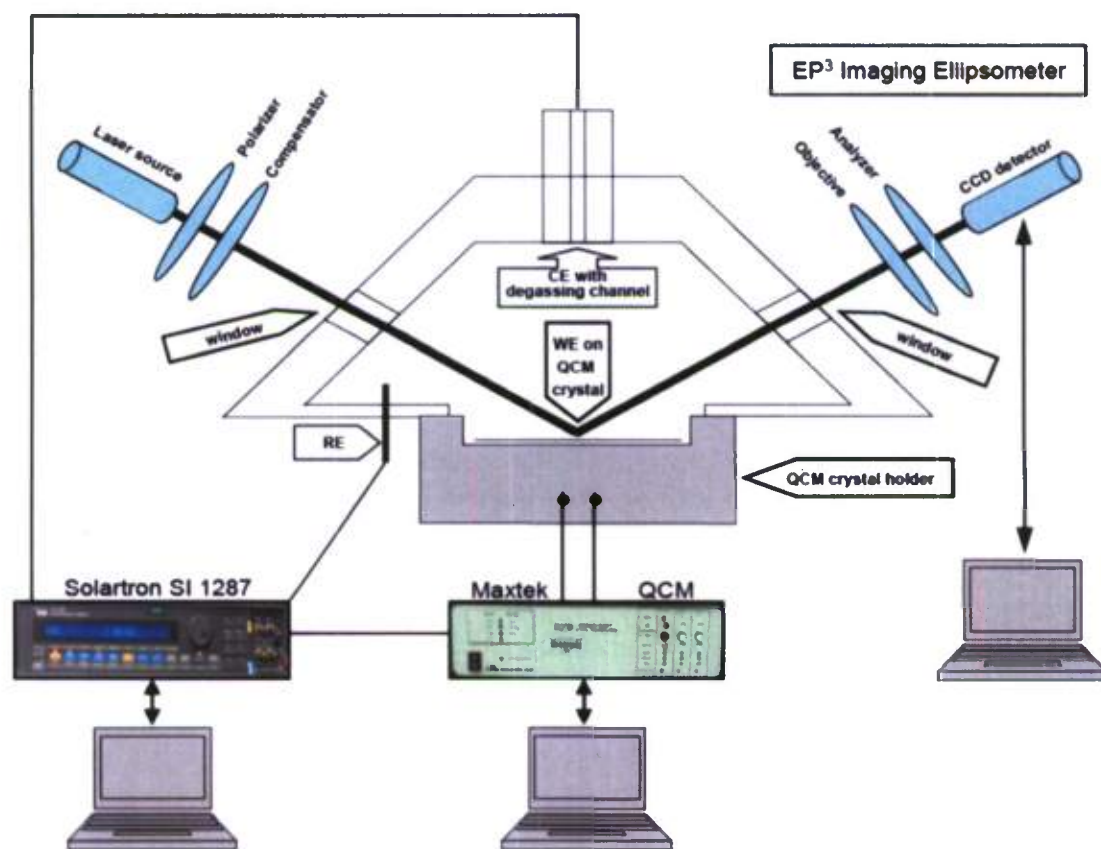 EP³ Imaging Ellipsometer
Laser source
Polarizer
Compensator
Objective
Analyzer
CCD detector
CE with
degassing channel
window
WE on
QCM
crystal
window
RE
QCM crystal holder
Solartron SI 1287
Maxtek QCM